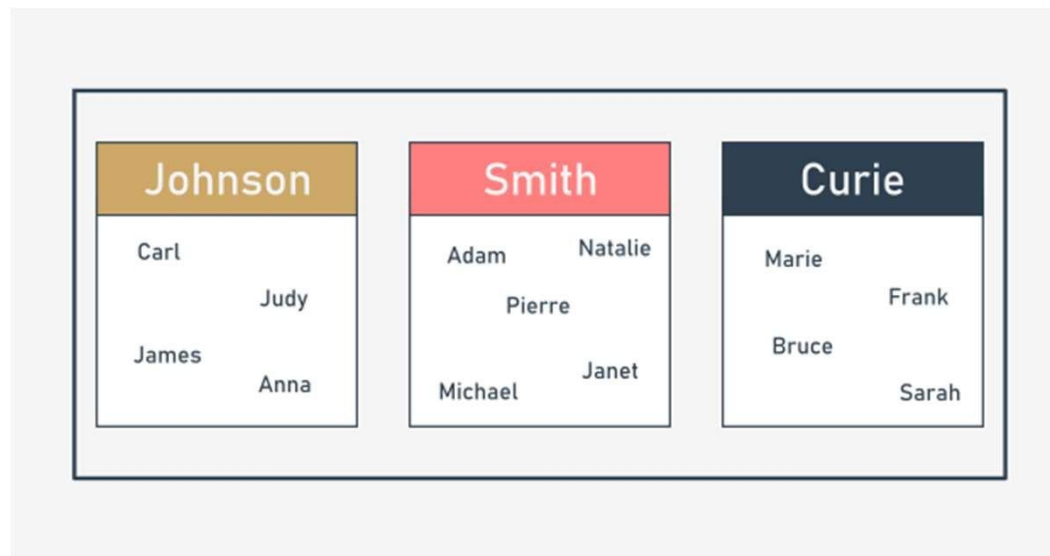 Johnson
Carl
Judy
James
Anna
Smith
Adam
Natalie
Pierre
Janet
Michael
Curie
Marie
Frank
Bruce
Sarah